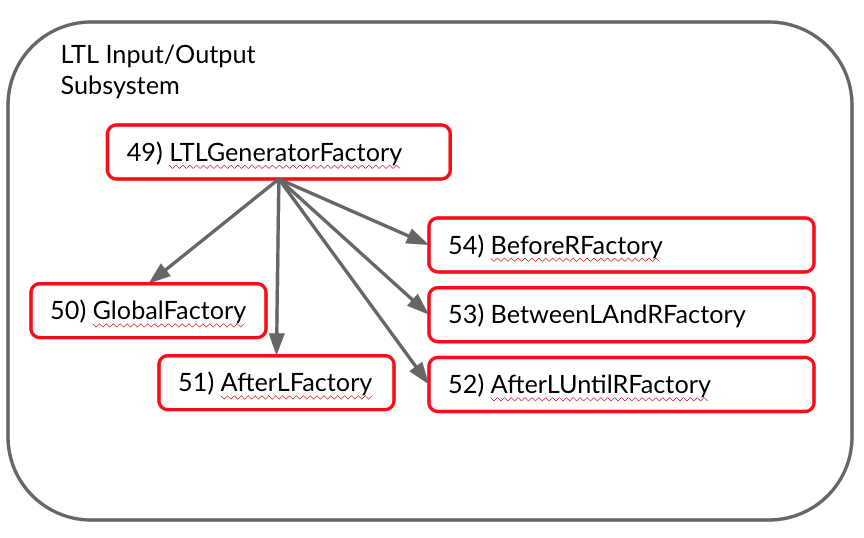 LTL Input/Output
Subsystem
49) LTLGeneratorFactory
54) BeforeRFactory
50) GlobalFactory
53) BetweenLAndRFactory
51) AfterLFactory
52) AfterLUntilRFactory